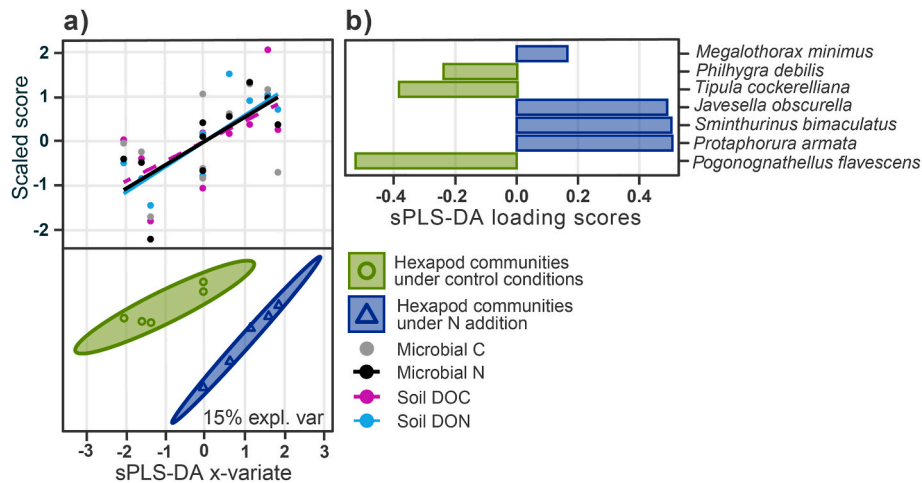 a)
Scaled score
2
1
0
-1
-2
15% expl. var
-3 -2 -1 0 1 2 3
sPLS-DA x-variate
b)
Megalothorax minimus
Philhygra debilis
Tipula cockerelliana
Javesella obscurella
Sminthurinus bimaculatus
Protaphorura armata
Pogonognathellus flavescens
-0.4 -0.2 0.0 0.2 0.4
sPLS-DA loading scores
Hexapod communities
under control conditions
Hexapod communities
under N addition
Microbial C
Microbial N
Soil DOC
Soil DON